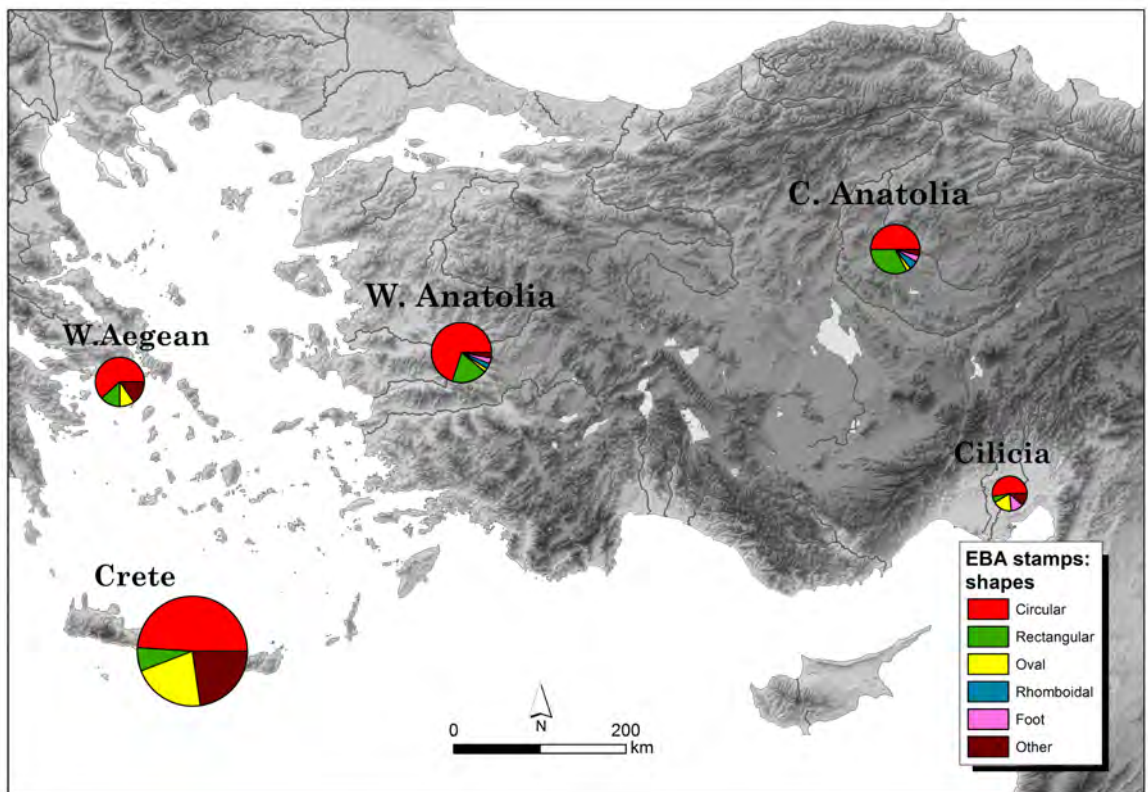 C. Anatolia
W. Anatolia
W.Aegean
Cilicia
Crete
EBA stamps:
shapes
Circular
Rectangular
Oval
Rhomboidal
Foot
Other
0
200
N
km